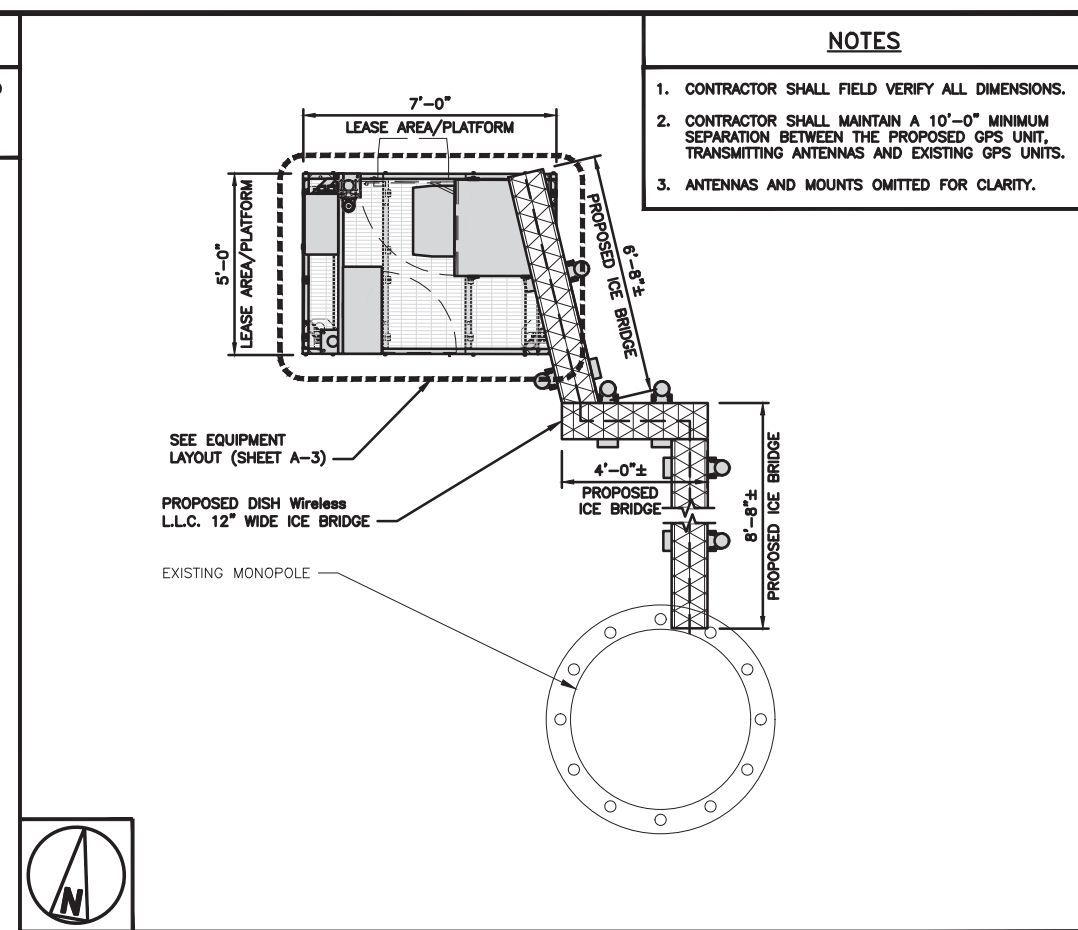 NOTES
1. CONTRACTOR SHALL FIELD VERIFY ALL DIMENSIONS.
2. CONTRACTOR SHALL MAINTAIN A 10'-0" MINIMUM
SEPARATION BETWEEN THE PROPOSED GPS UNIT,
TRANSMITTING ANTENNAS AND EXISTING GPS UNITS.
3. ANTENNAS AND MOUNTS OMITTED FOR CLARITY.
7'-0"
LEASE AREA/PLATFORM
5'-0"
LEASE AREA/PLATFORM
6'-8"±
PROPOSED ICE BRIDGE
SEE EQUIPMENT
LAYOUT (SHEET A-3)
4'-0"±
PROPOSED
ICE BRIDGE
8'-8"±
PROPOSED ICE BRIDGE
PROPOSED DISH Wireless
L.L.C. 12" WIDE ICE BRIDGE
EXISTING MONOPOLE
N